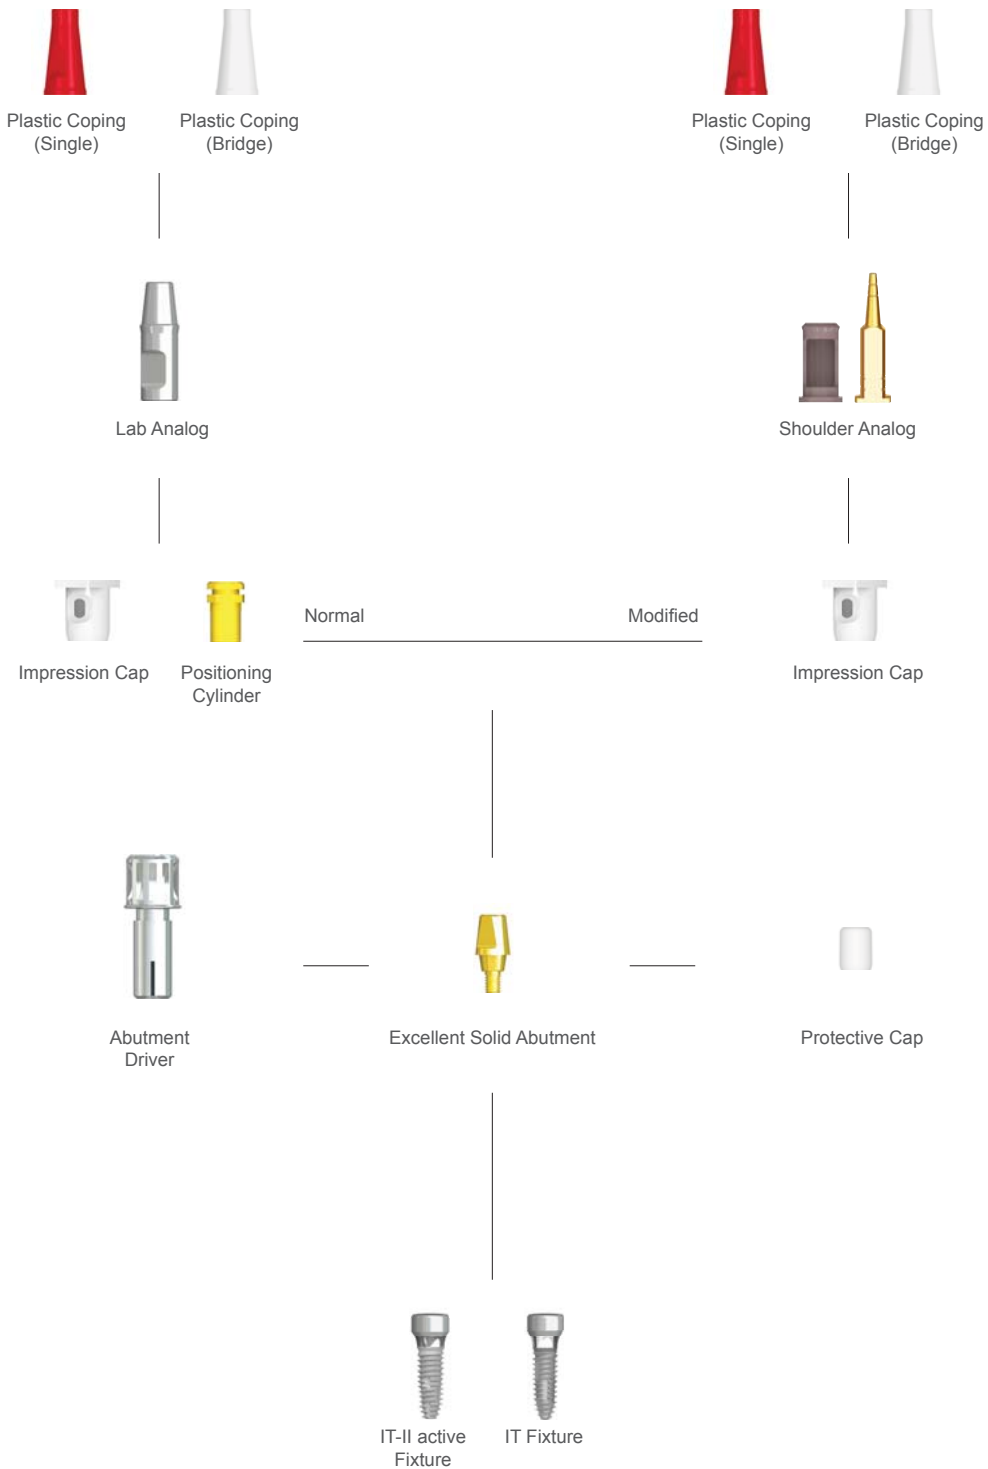 Plastic Coping
(Single)
Plastic Coping
(Bridge)
Plastic Coping
(Single)
Plastic Coping
(Bridge)
Lab Analog
Shoulder Analog
Normal
Modified
Impression Cap
Positioning
Cylinder
Impression Cap
Abutment
Driver
Excellent Solid Abutment
Protective Cap
IT-II active
Fixture
IT Fixture